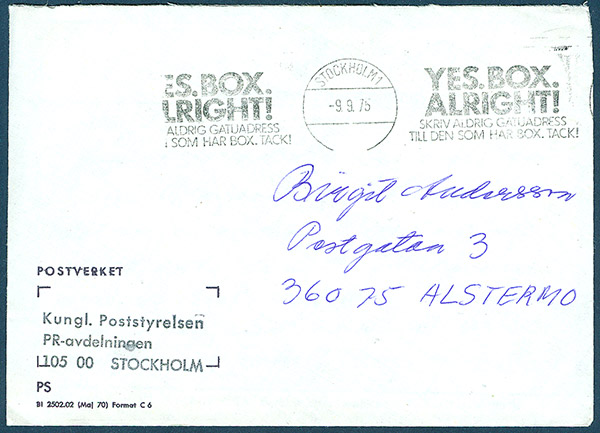 ES. BOX.
LRIGHT!
ALDRIG GATUADRESS
SOM HAR BOX. TACK!
STOCKHOLM 1
-9.9.75
YES. BOX.
ALRIGHT!
SKRIV ALDRIG GATUADRESS
TILL DEN SOM HAR BOX. TACK!
Birgit Andersson
Postgatan 3
360 75 ALSTERMO
POSTVERKET
Kungl. Poststyrelsen
PR-avdelningen
105 00 STOCKHOLM
PS
Bl 2502.02 (Maj 70) Format C 6